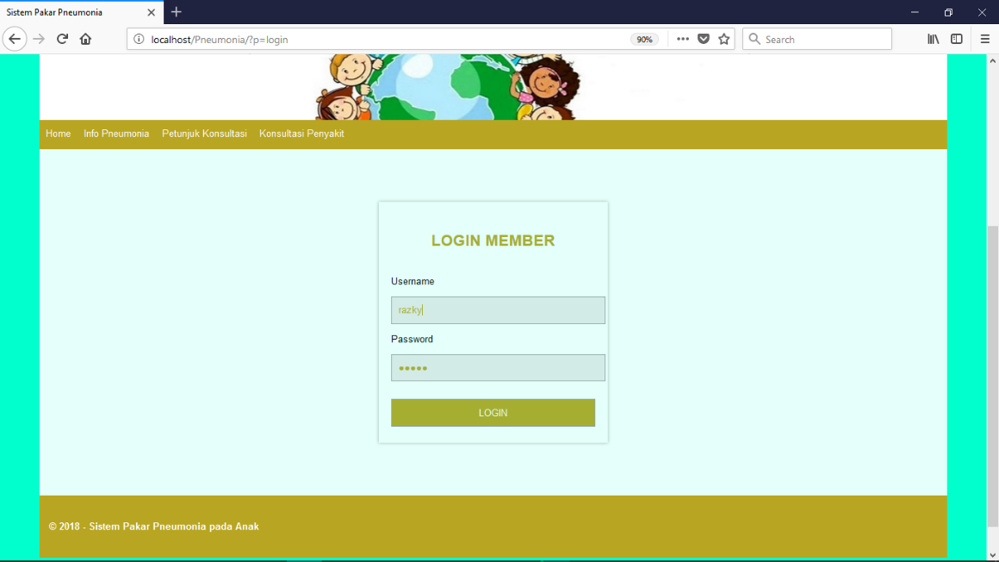 Sistem Pakar Pneumonia
localhost/Pneumonia/?p=login
90%
Search
Home Info Pneumonia Petunjuk Konsultasi Konsultasi Penyakit
LOGIN MEMBER
Username
razky
Password
LOGIN
© 2018 - Sistem Pakar Pneumonia pada Anak